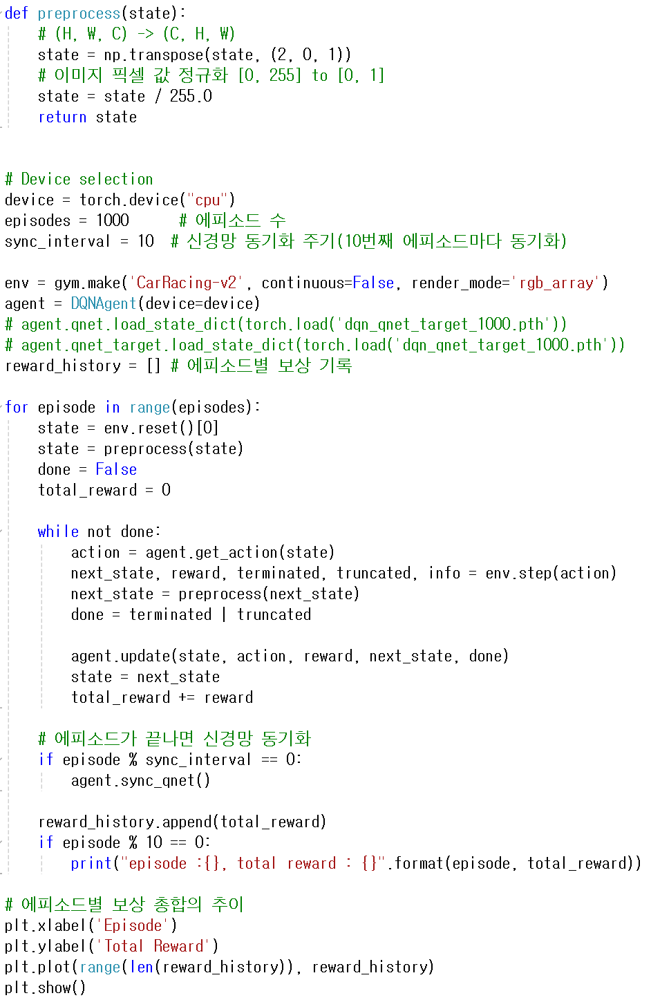 def preprocess(state):
    # (H, W, C) -> (C, H, W)
    state = np.transpose(state, (2, 0, 1))
    # 이미지 픽셀 값 정규화 [0, 255] to [0, 1]
    state = state / 255.0
    return state
# Device selection
device = torch.device("cpu")
episodes = 1000      # 에피소드 수
sync_interval = 10  # 신경망 동기화 주기(10번째 에피소드마다 동기화)
env = gym.make('CarRacing-v2', continuous=False, render_mode='rgb_array')
agent = DQNAgent(device=device)
# agent.qnet.load_state_dict(torch.load('dqn_qnet_target_1000.pth'))
# agent.qnet_target.load_state_dict(torch.load('dqn_qnet_target_1000.pth'))
reward_history = [] # 에피소드별 보상 기록
for episode in range(episodes):
    state = env.reset()[0]
    state = preprocess(state)
    done = False
    total_reward = 0
    while not done:
        action = agent.get_action(state)
        next_state, reward, terminated, truncated, info = env.step(action)
        next_state = preprocess(next_state)
        done = terminated | truncated
        agent.update(state, action, reward, next_state, done)
        state = next_state
        total_reward += reward
    # 에피소드가 끝나면 신경망 동기화
    if episode % sync_interval == 0:
        agent.sync_qnet()
    reward_history.append(total_reward)
    if episode % 10 == 0:
        print("episode :{}, total reward : {}".format(episode, total_reward))
# 에피소드별 보상 총합의 추이
plt.xlabel('Episode')
plt.ylabel('Total Reward')
plt.plot(range(len(reward_history)), reward_history)
plt.show()